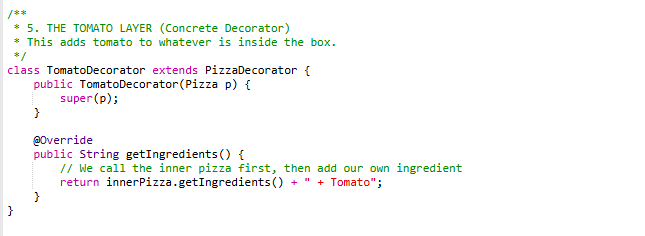 /**
 * 5. THE TOMATO LAYER (Concrete Decorator)
 * This adds tomato to whatever is inside the box.
 */
class TomatoDecorator extends PizzaDecorator {
    public TomatoDecorator(Pizza p) {
        super(p);
    }

    @Override
    public String getIngredients() {
        // We call the inner pizza first, then add our own ingredient
        return innerPizza.getIngredients() + " + Tomato";
    }
}